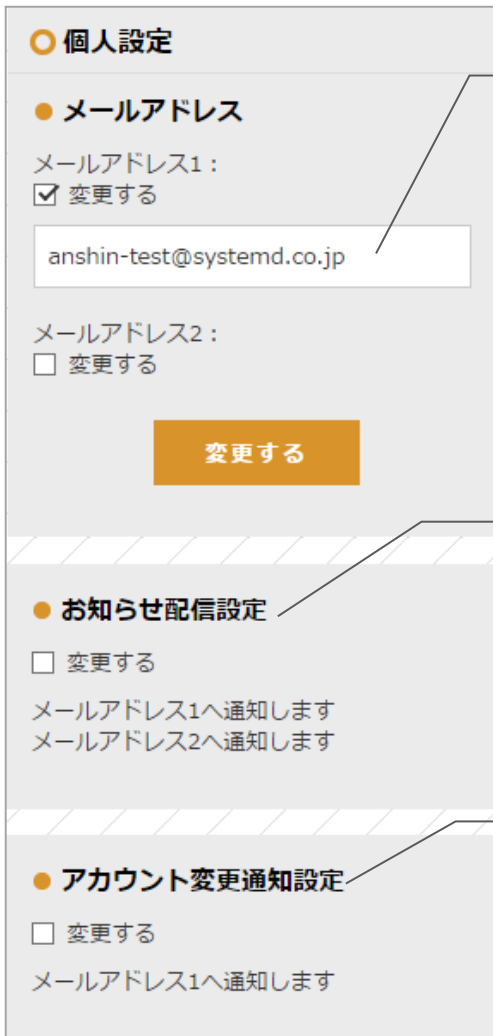 個人設定
メールアドレス
メールアドレス1：
変更する
anshin-test@systemd.co.jp
メールアドレス2：
変更する
変更する
お知らせ配信設定
変更する
メールアドレス1へ通知します
メールアドレス2へ通知します
アカウント変更通知設定
変更する
メールアドレス1へ通知します